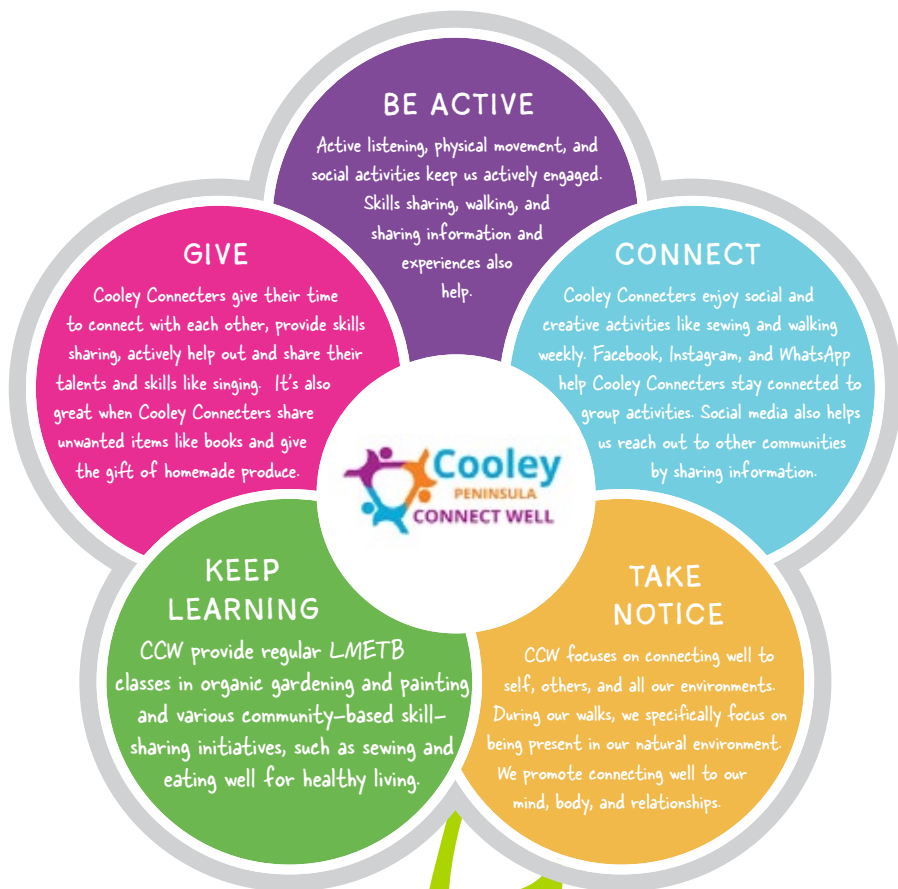 BE ACTIVE
Active listening, physical movement, and
social activities keep us actively engaged.
Skills sharing, walking, and
sharing information and
experiences also
help.
GIVE
Cooley Connecters give their time
to connect with each other, provide skills
sharing, actively help out and share their
talents and skills like singing. It's also
great when Cooley Connecters share
unwanted items like books and give
the gift of homemade produce.
CONNECT
Cooley Connecters enjoy social and
creative activities like sewing and walking
weekly. Facebook, Instagram, and WhatsApp
help Cooley Connecters stay connected to
group activities. Social media also helps
us reach out to other communities
by sharing information.
Cooley
PENINSULA
CONNECT WELL
KEEP
LEARNING
CCW provide regular LMETB
classes in organic gardening and painting
and various community-based skill-
sharing initiatives, such as sewing and
eating well for healthy living.
TAKE
NOTICE
CCW focuses on connecting well to
self, others, and all our environments.
During our walks, we specifically focus on
being present in our natural environment.
We promote connecting well to our
mind, body, and relationships.